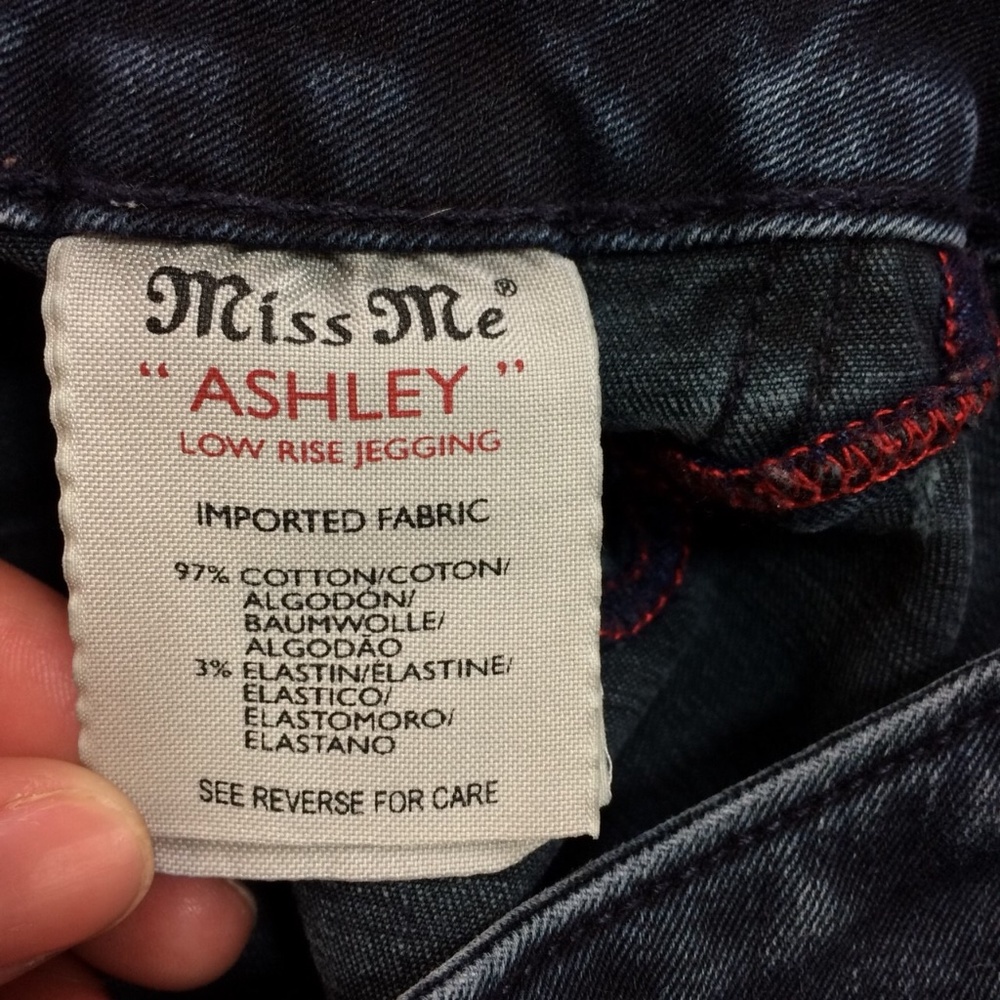 Miss Me®
“ ASHLEY ”
LOW RISE JEGGING
IMPORTED FABRIC
97% COTTON/COTON/
ALGODÓN/
BAUMWOLLE/
ALGODÃO
3% ELASTIN/ÉLASTINE/
ELASTICO/
ELASTOMORO/
ELASTANO
SEE REVERSE FOR CARE